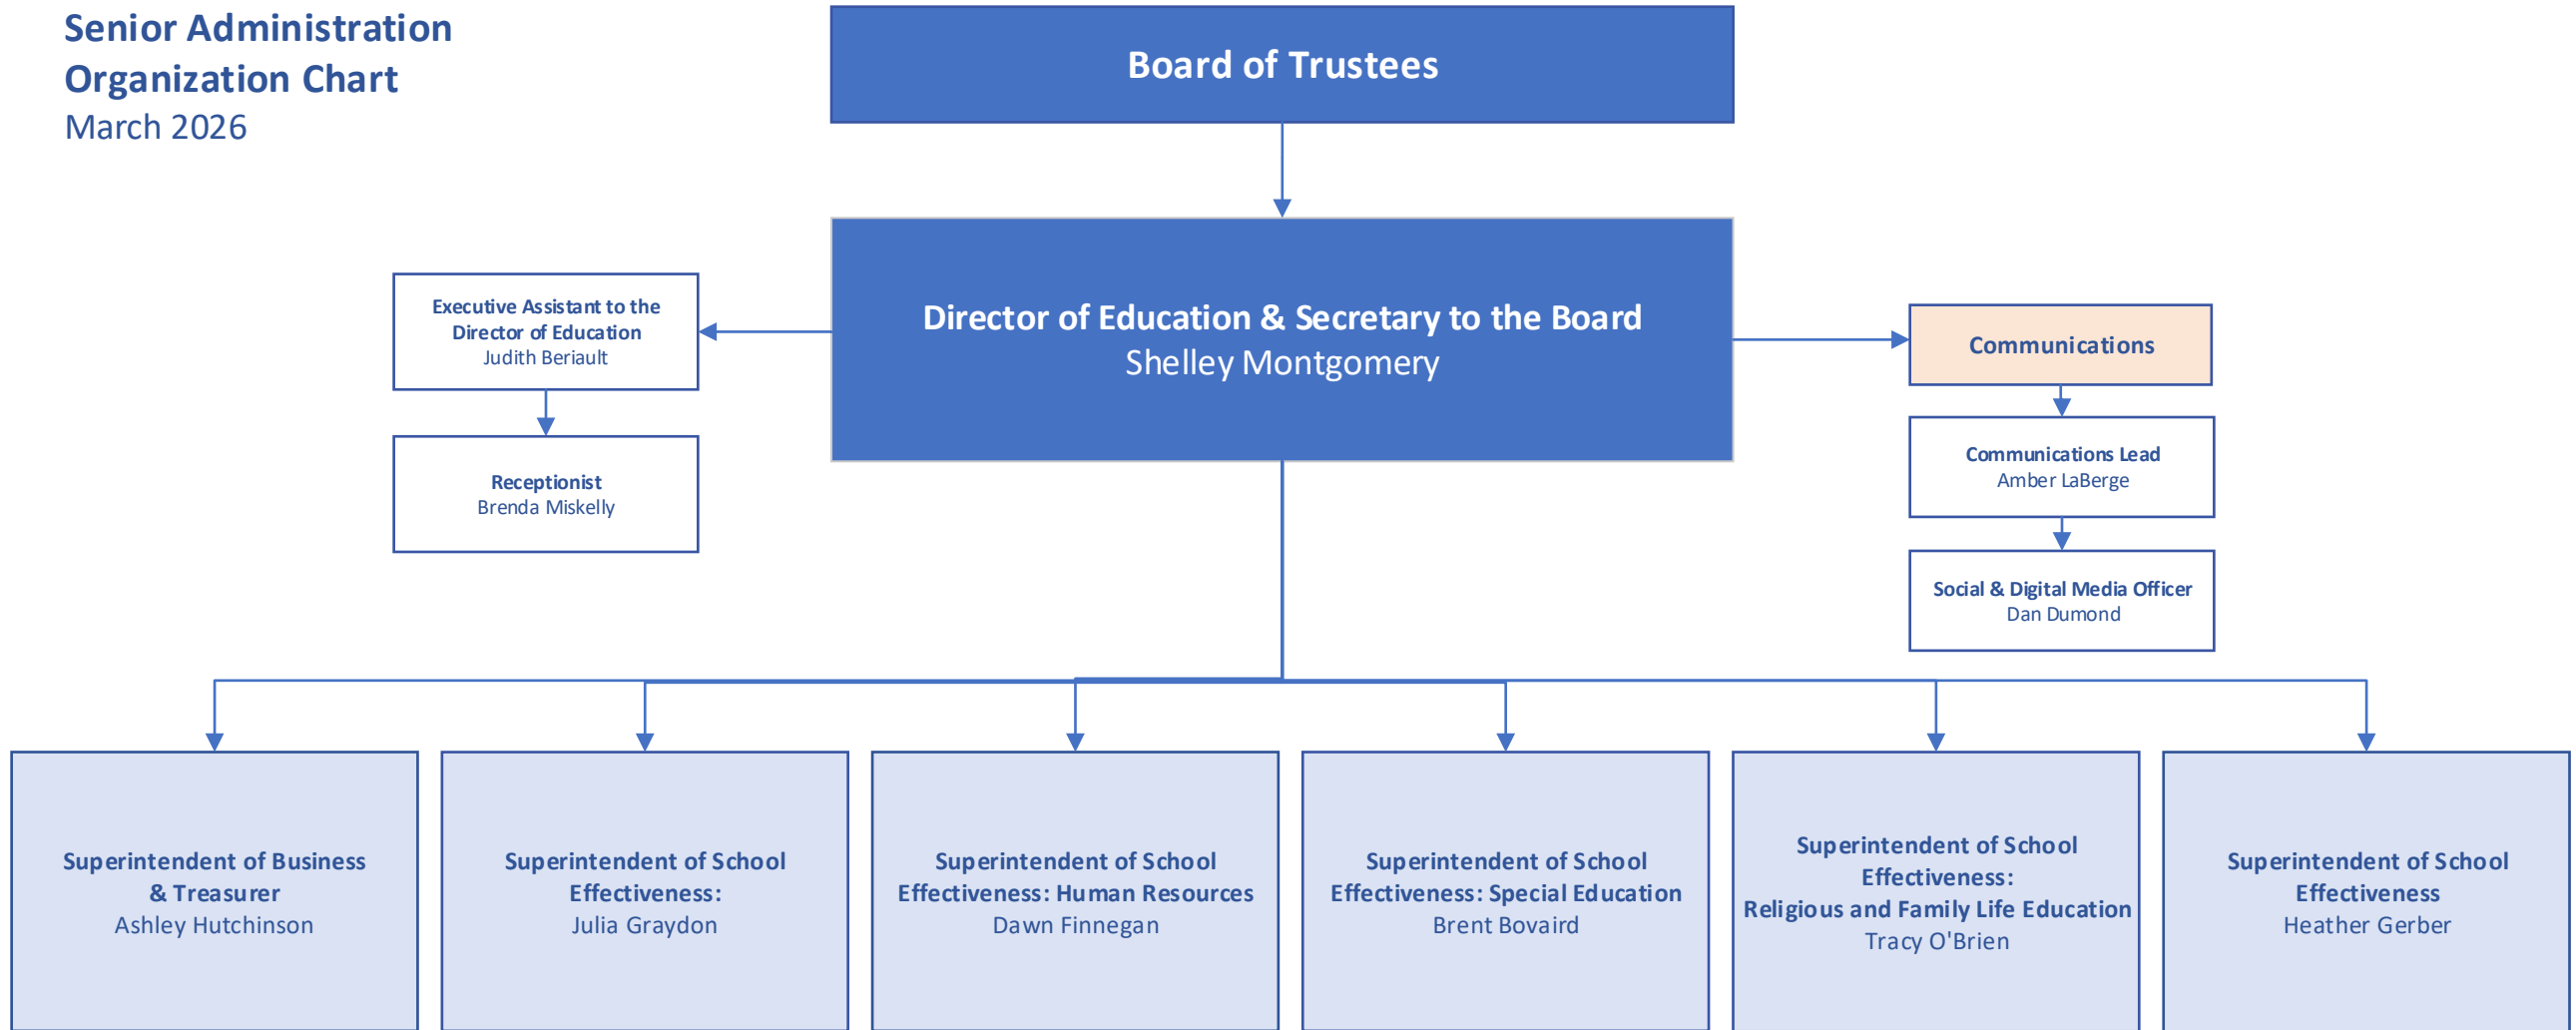 Senior Administration
Organization Chart
March 2026
Board of Trustees
Director of Education & Secretary to the Board
Shelley Montgomery
Executive Assistant to the
Director of Education
Judith Beriault
Receptionist
Brenda Miskelly
Communications
Communications Lead
Amber LaBerge
Social & Digital Media Officer
Dan Dumond
Superintendent of Business
& Treasurer
Ashley Hutchinson
Superintendent of School
Effectiveness:
Julia Graydon
Superintendent of School
Effectiveness: Human Resources
Dawn Finnegan
Superintendent of School
Effectiveness: Special Education
Brent Bovaird
Superintendent of School
Effectiveness:
Religious and Family Life Education
Tracy O'Brien
Superintendent of School
Effectiveness
Heather Gerber